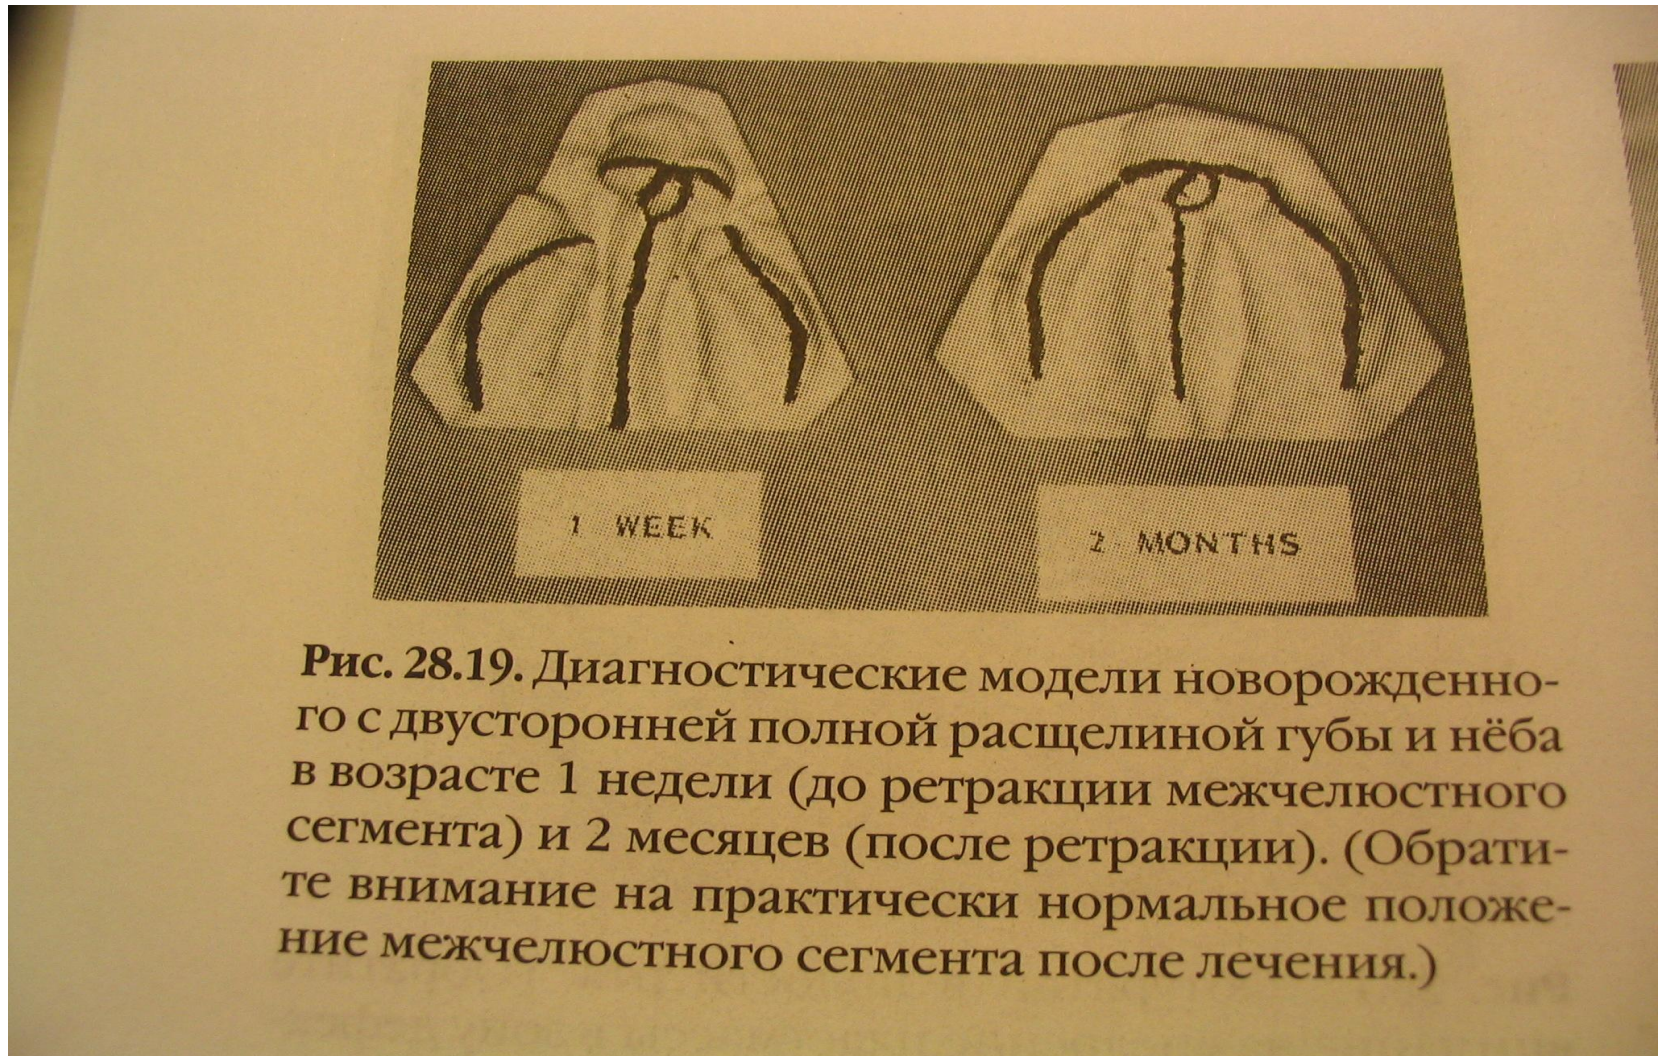 1 WEEK
2 MONTHS
Рис. 28.19. Диагностические модели новорожденно-
го с двусторонней полной расщелиной губы и нёба
в возрасте 1 недели (до ретракции межчелюстного
сегмента) и 2 месяцев (после ретракции). (Обрати-
те внимание на практически нормальное положе-
ние межчелюстного сегмента после лечения.)